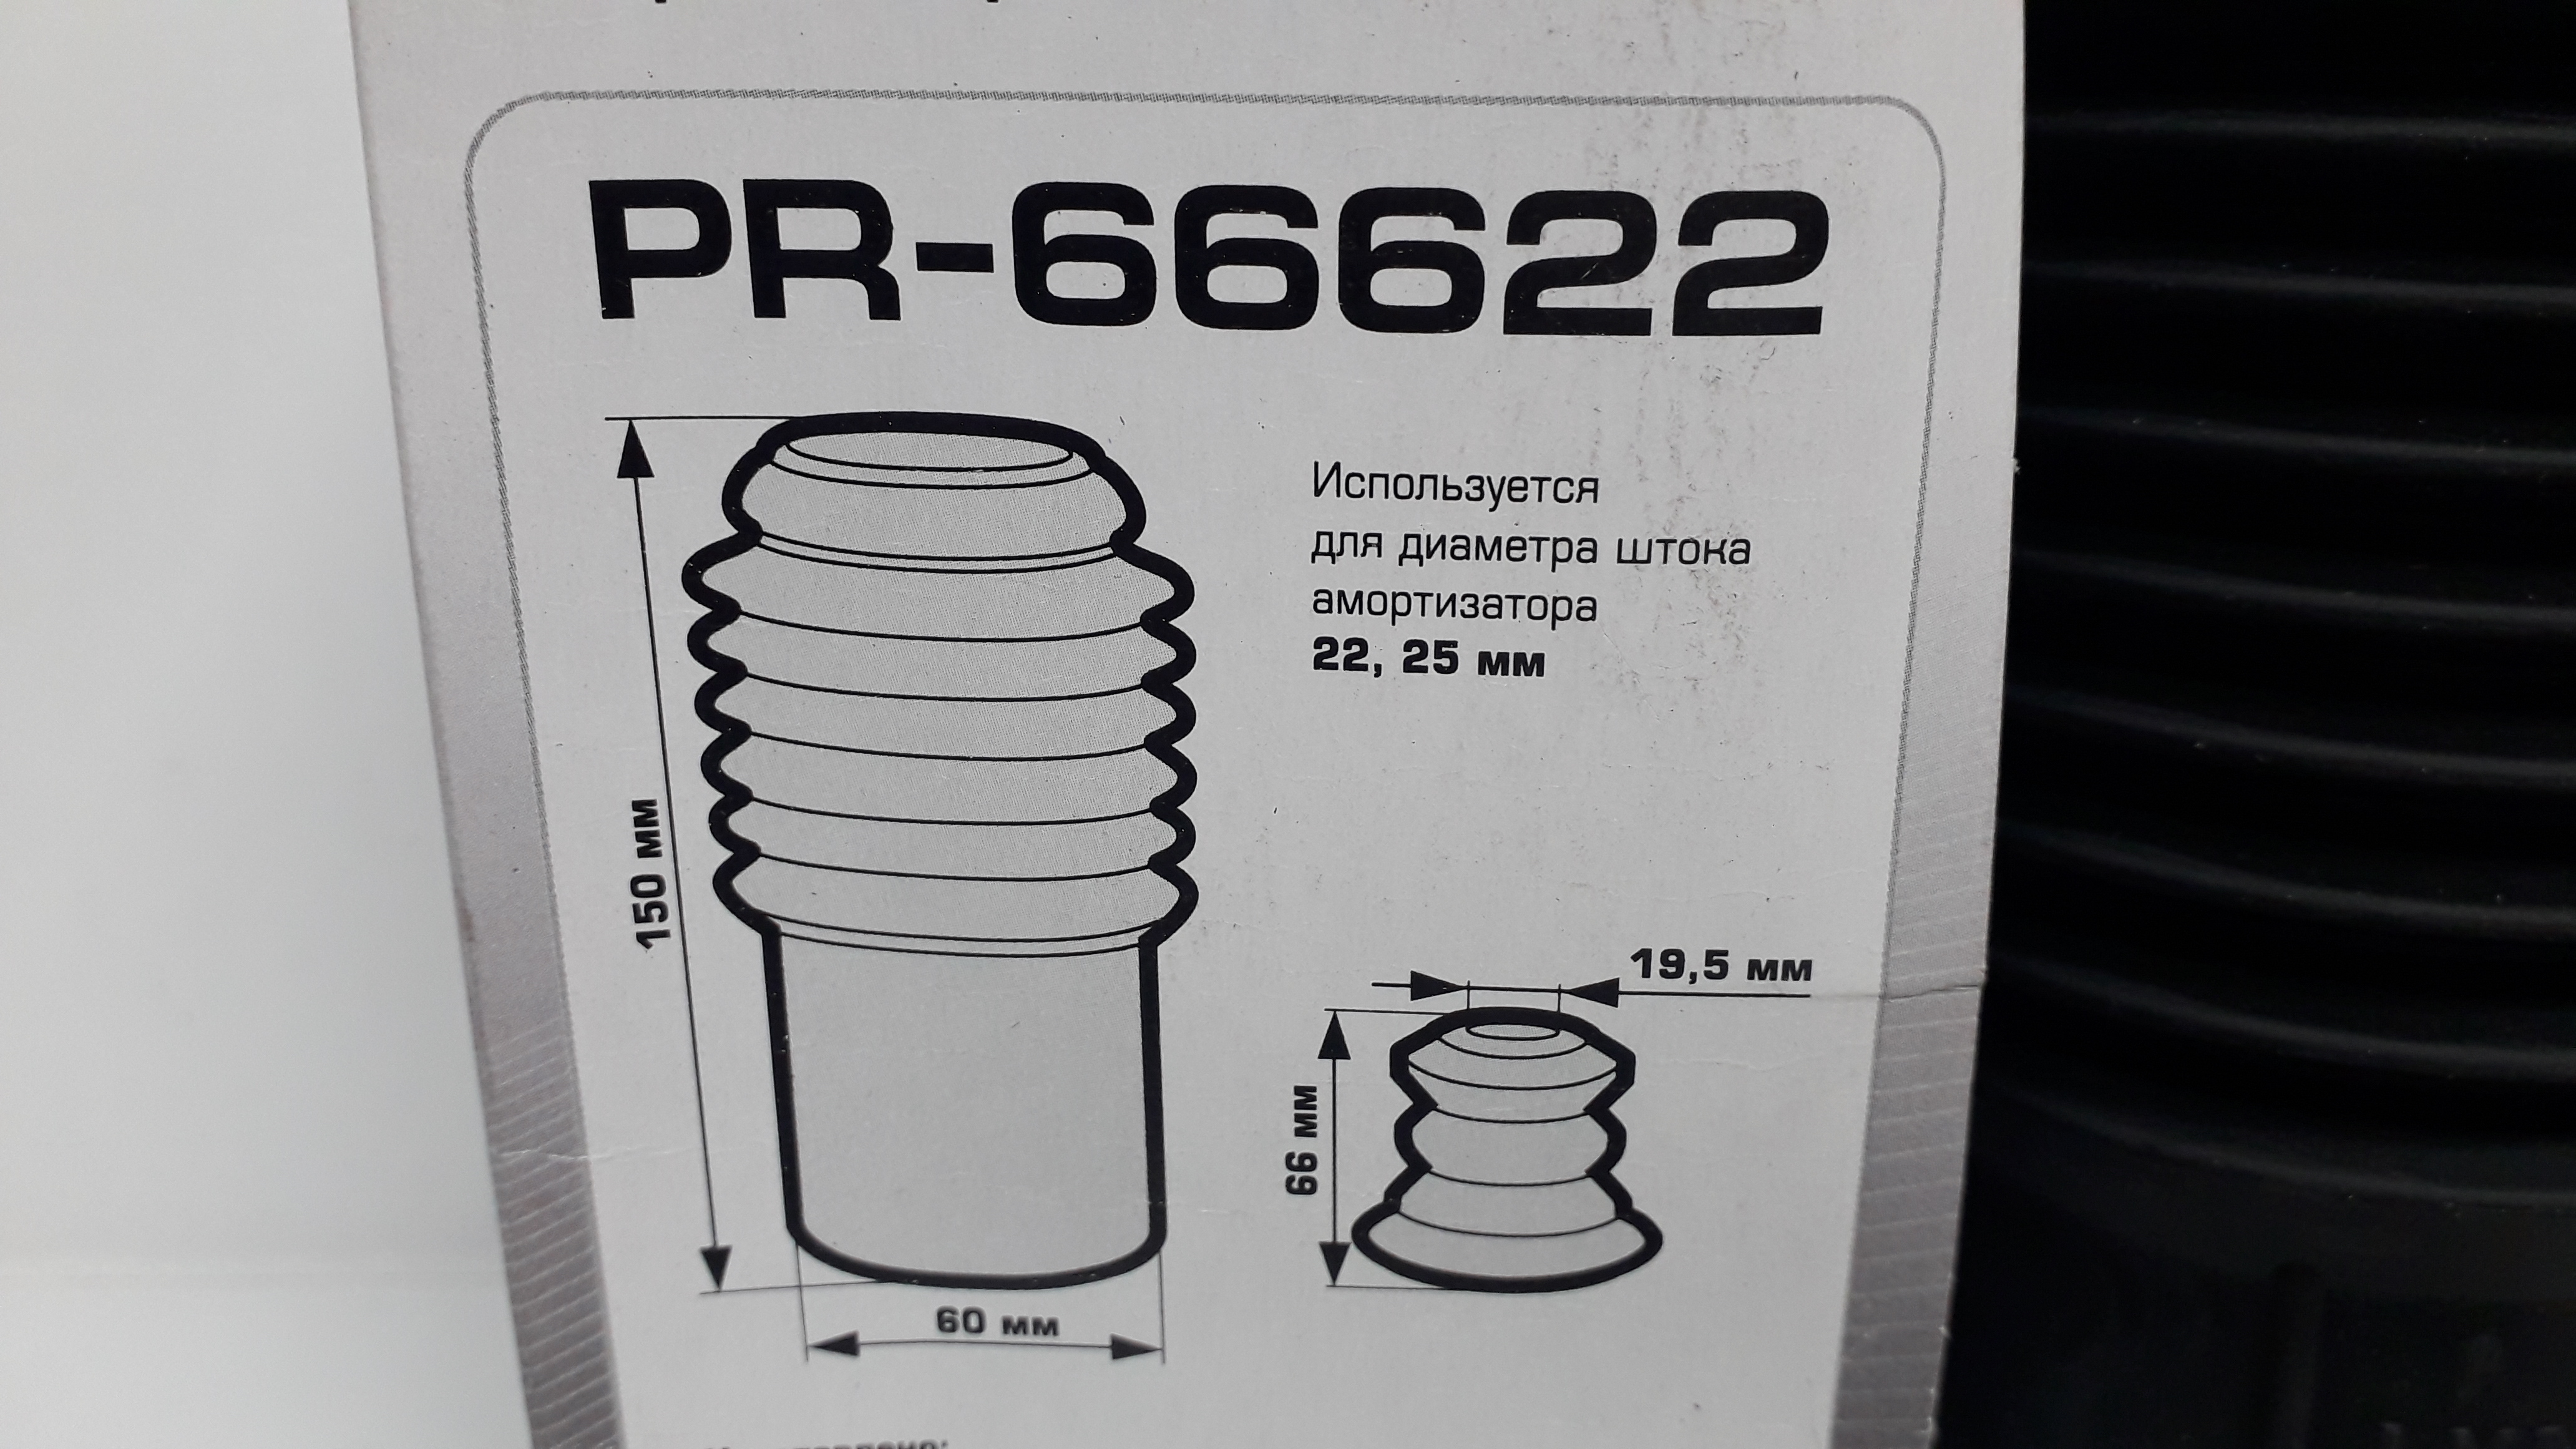 PR-66622
Используется
для диаметра штока
амортизатора
22, 25 мм
150 мм
19,5 мм
66 мм
60 мм